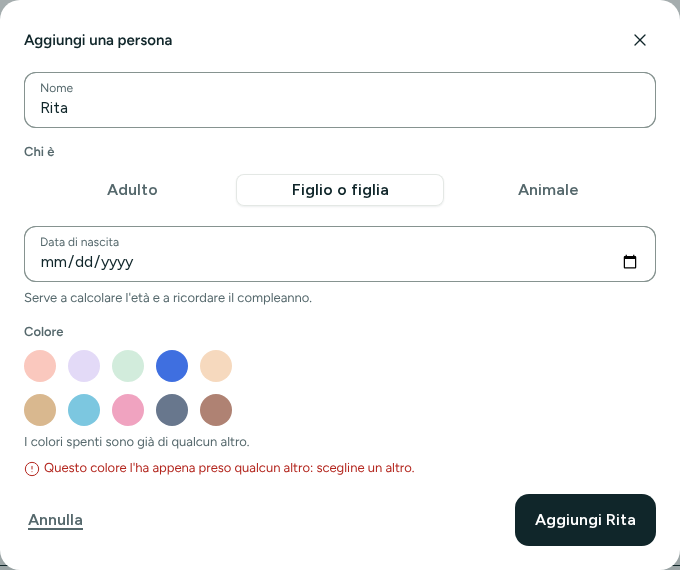 Aggiungi una persona
Nome
Rita
Chi è
Adulto
Figlio o figlia
Animale
Data di nascita
mm/dd/yyyy
Serve a calcolare l'età e a ricordare il compleanno.
Colore
I colori spenti sono già di qualcun altro.
Questo colore l'ha appena preso qualcun altro: scegline un altro.
Annulla
Aggiungi Rita